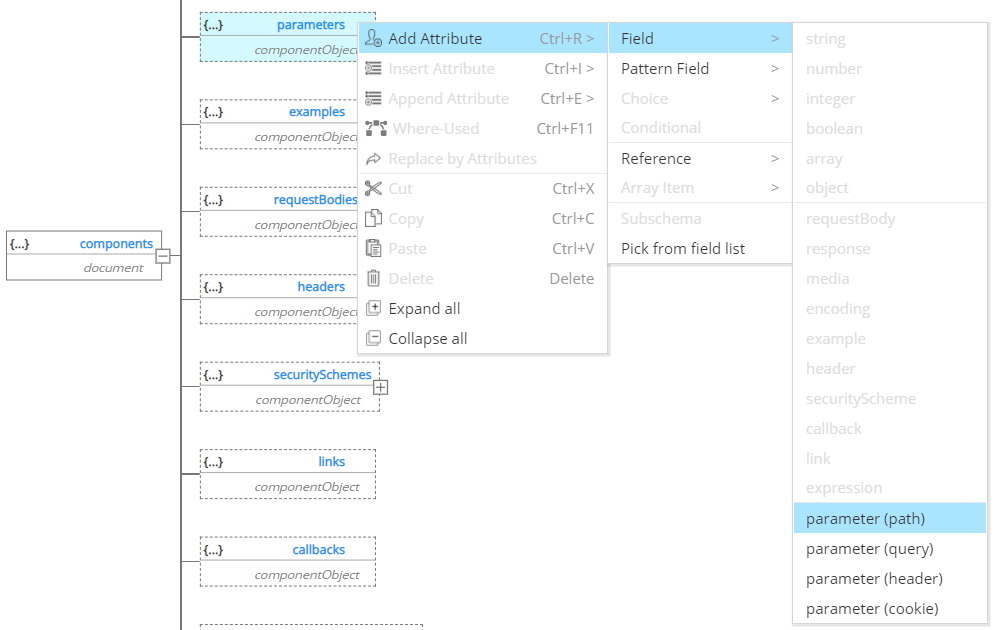 {...} parameters
componentObject
{...} examples
componentObject
{...} requestBodies
componentObject
{...} components
document
{...} headers
componentObject
{...} securitySchemes
componentObject
{...} links
componentObject
{...} callbacks
componentObject
Add Attribute Ctrl+R >
Insert Attribute Ctrl+I >
Append Attribute Ctrl+E >
Where-Used Ctrl+F11
Replace by Attributes
Cut Ctrl+X
Copy Ctrl+C
Paste Ctrl+V
Delete Delete
Expand all
Collapse all
Field >
Pattern Field >
Choice >
Conditional
Reference >
Array Item >
Subschema
Pick from field list
string
number
integer
boolean
array
object
requestBody
response
media
encoding
example
header
securityScheme
callback
link
expression
parameter (path)
parameter (query)
parameter (header)
parameter (cookie)